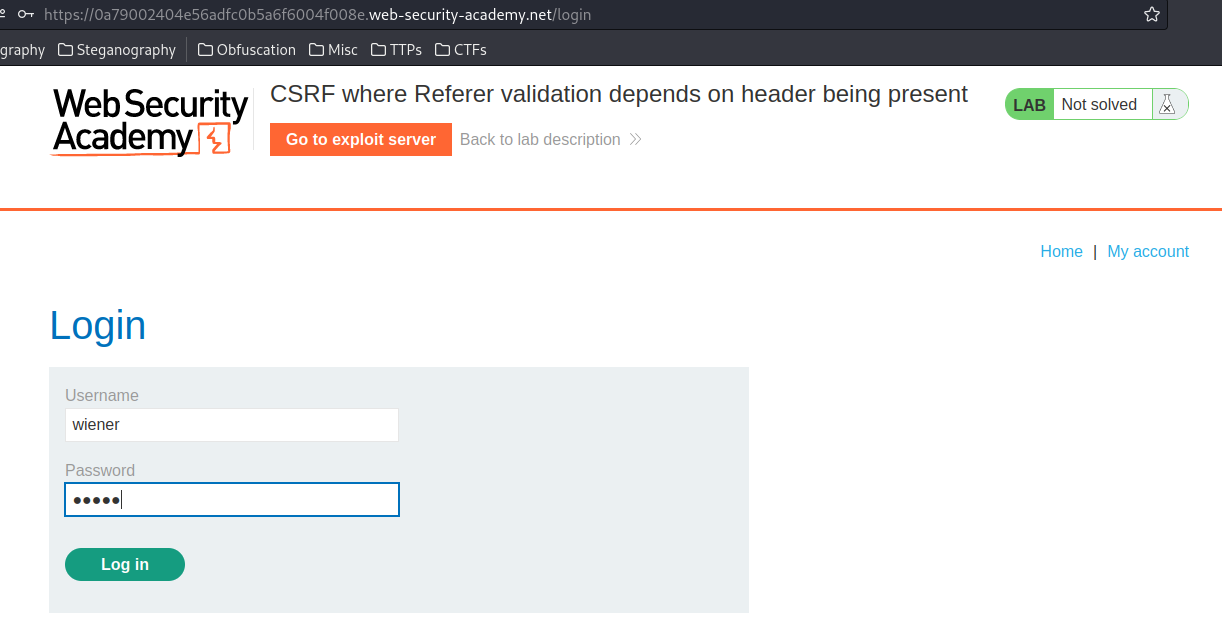 https://0a79002404e56adfc0b5a6f6004f008e.web-security-academy.net/login
graphy Steganography Obfuscation Misc TTPs CTFs
Web Security
Academy
CSRF where Referer validation depends on header being present
LAB Not solved
Go to exploit server Back to lab description
Home | My account
Login
Username
wiener
Password
●●●●●
Log in